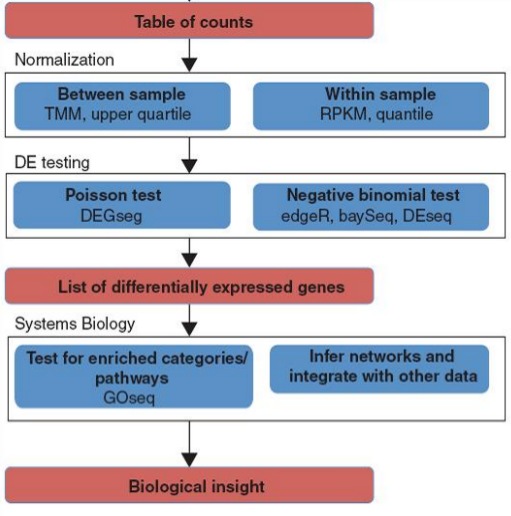 Table of counts
Normalization
Between sample
TMM, upper quartile
Within sample
RPKM, quantile
DE testing
Poisson test
DEGseg
Negative binomial test
edgeR, baySeq, DEseq
List of differentially expressed genes
Systems Biology
Test for enriched categories/
pathways
GOseq
Infer networks and
integrate with other data
Biological insight